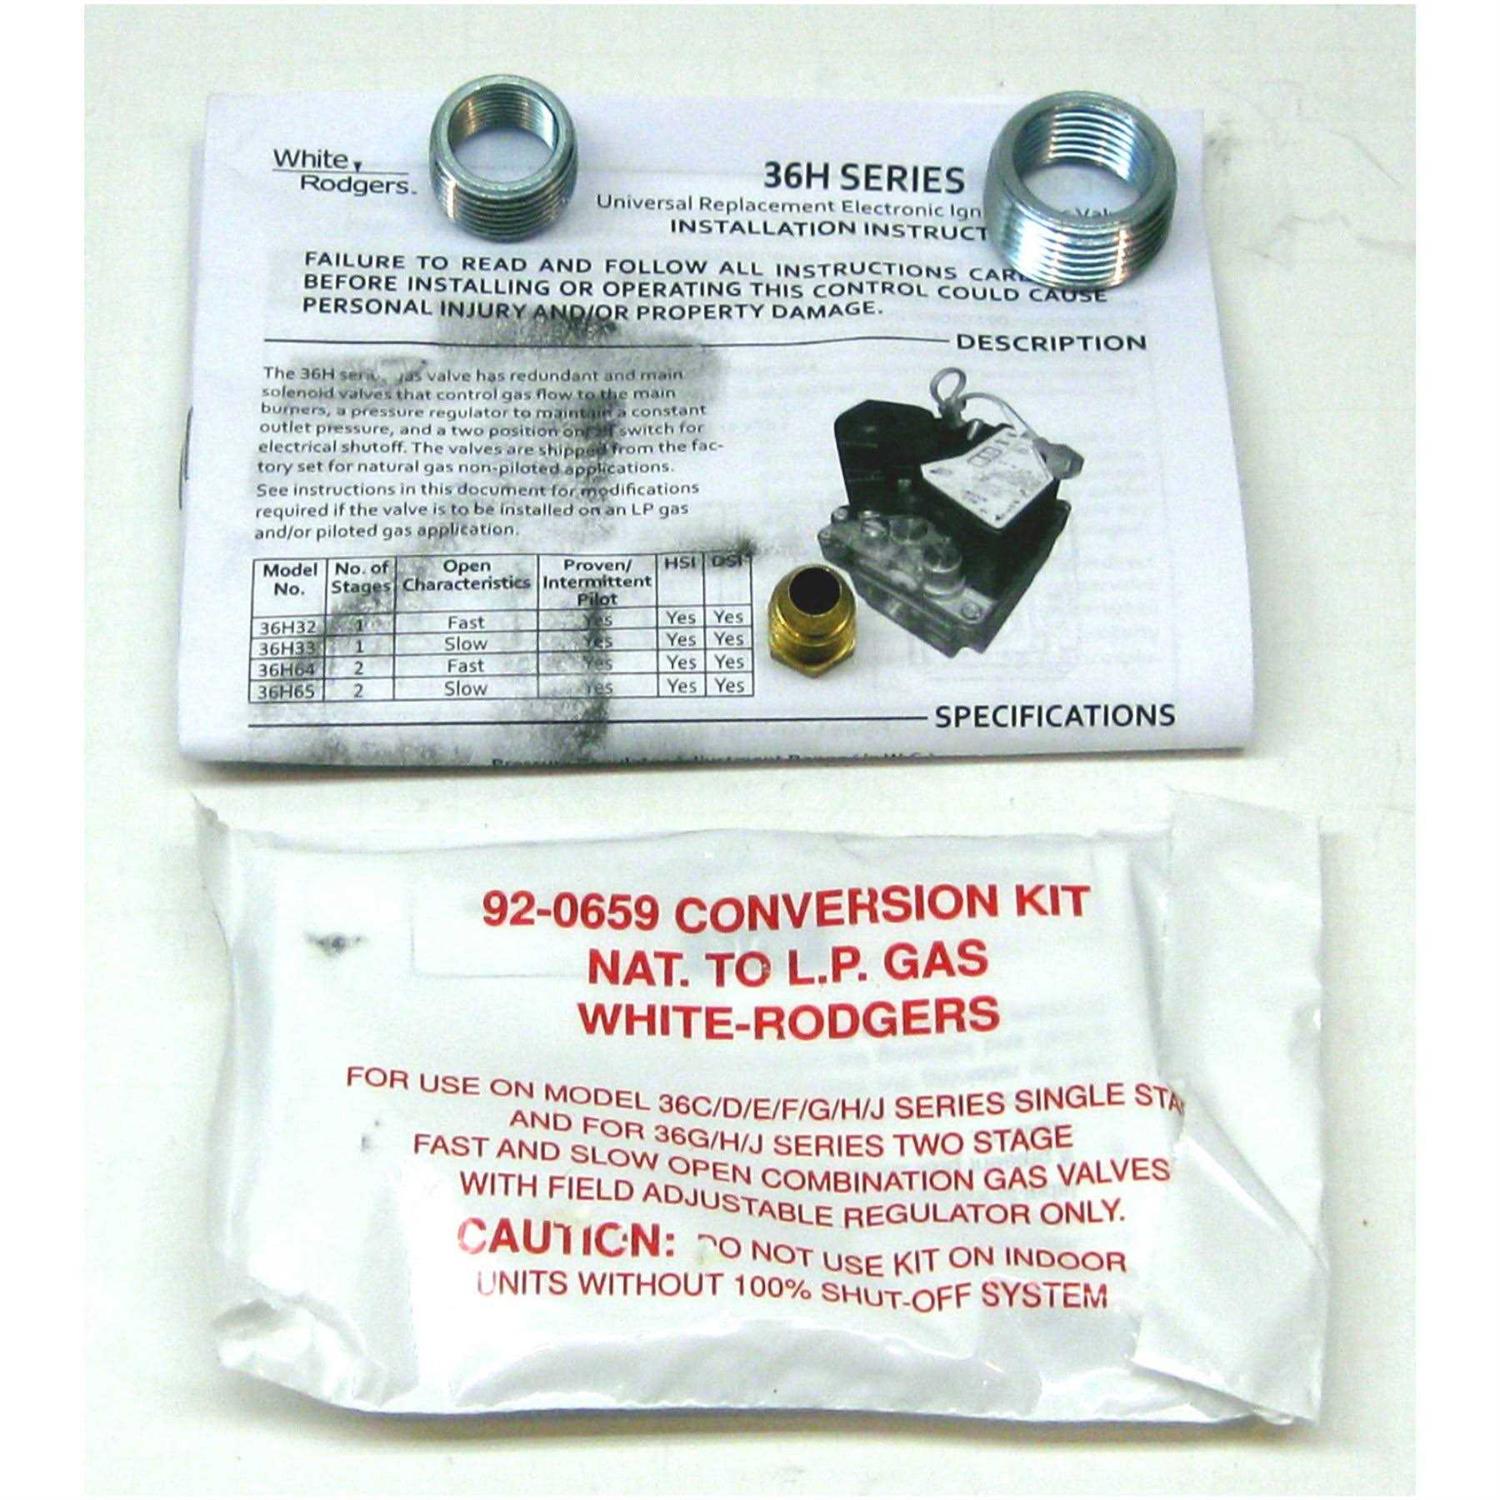 White
Rodgers
36H SERIES
Universal Replacement Electronic Ign
INSTALLATION INSTRUCT
FAILURE TO READ AND FOLLOW ALL INSTRUCTIONS CAR
BEFORE INSTALLING OR OPERATING THIS CONTROL COULD CAUSE
PERSONAL INJURY AND/OR PROPERTY DAMAGE.
DESCRIPTION
The 36H series gas valve has redundant and main
solenoid valves that control gas flow to the main
burners, a pressure regulator to maintain a constant
outlet pressure, and a two position on/off switch for
electrical shutoff. The valves are shipped from the fac-
tory set for natural gas non-piloted applications.
See instructions in this document for modifications
required if the valve is to be installed on an LP gas
and/or piloted gas application.
Model No. No. of Stages Open Characteristics Proven/ Intermittent Pilot HSI DSI
36H32 1 Fast Yes Yes Yes
36H33 1 Slow Yes Yes Yes
36H64 2 Fast Yes Yes Yes
36H65 2 Slow Yes Yes Yes
SPECIFICATIONS
92-0659 CONVERSION KIT
NAT. TO L.P. GAS
WHITE-RODGERS
FOR USE ON MODEL 36C/D/E/F/G/H/J SERIES SINGLE STA
AND FOR 36G/H/J SERIES TWO STAGE
FAST AND SLOW OPEN COMBINATION GAS VALVES
WITH FIELD ADJUSTABLE REGULATOR ONLY.
CAUTION: DO NOT USE KIT ON INDOOR
UNITS WITHOUT 100% SHUT-OFF SYSTEM